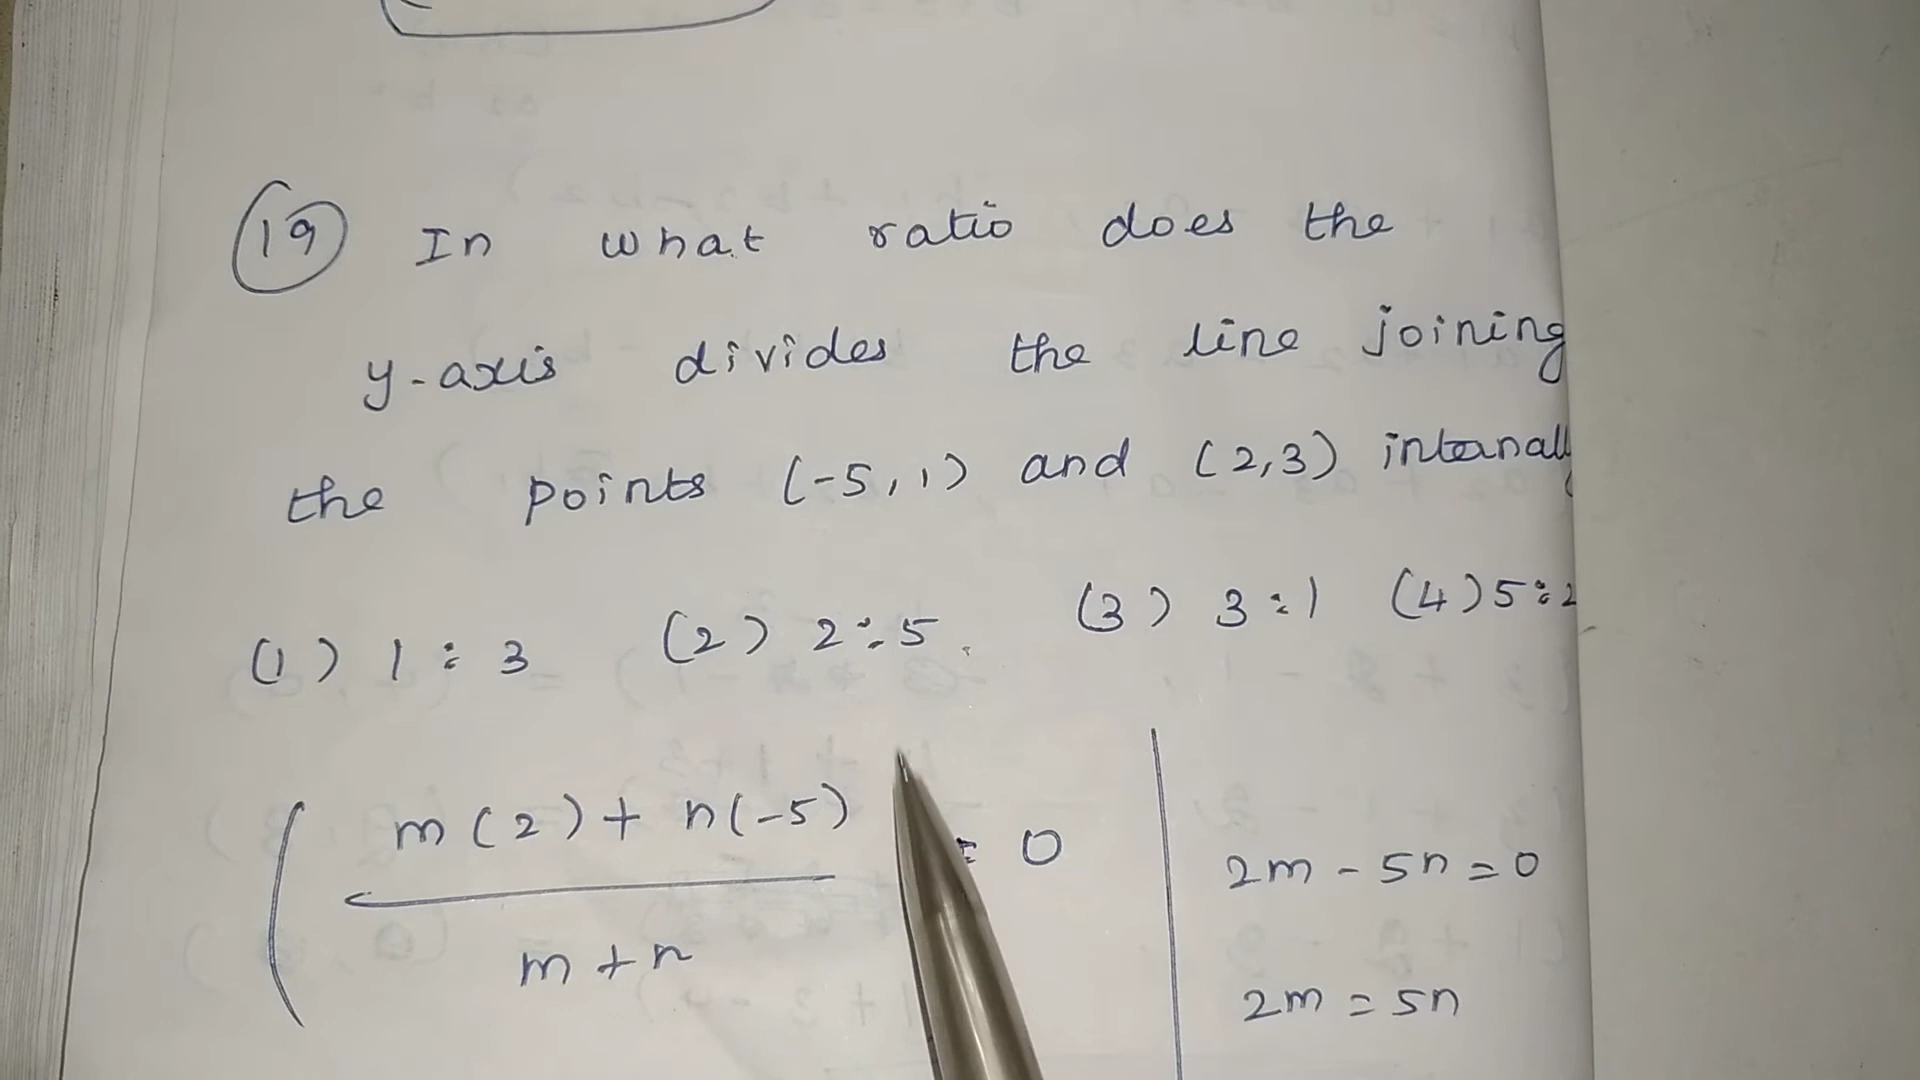 (19) In what ratio does the
y-axis divides the line joining
the points (-5,1) and (2,3) internally
(1) 1:3 (2) 2:5. (3) 3:1 (4) 5:2
( m(2)+n(-5) / m+n = 0
2m-5n=0
2m=5n